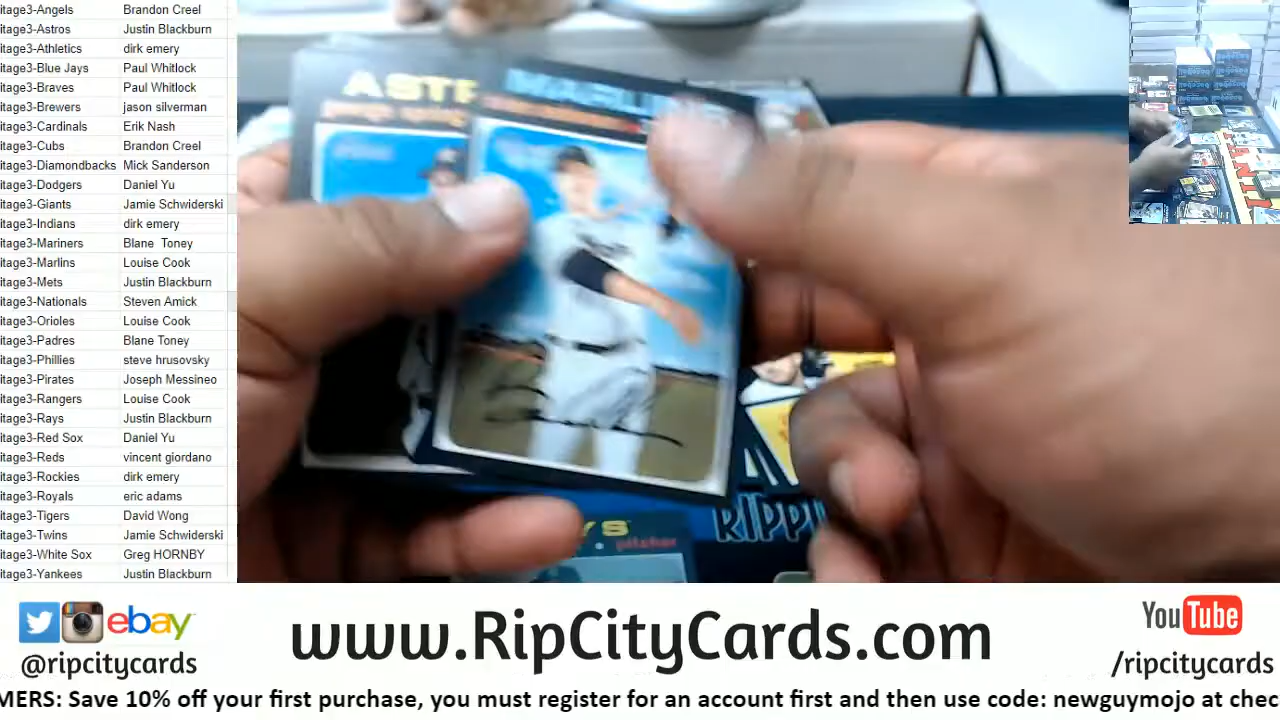 itage3-Angels Brandon Creel
itage3-Astros Justin Blackburn
itage3-Athletics dirk emery
itage3-Blue Jays Paul Whitlock
itage3-Braves Paul Whitlock
itage3-Brewers jason silverman
itage3-Cardinals Erik Nash
itage3-Cubs Brandon Creel
itage3-Diamondbacks Mick Sanderson
itage3-Dodgers Daniel Yu
itage3-Giants Jamie Schwiderski
itage3-Indians dirk emery
itage3-Mariners Blane Toney
itage3-Marlins Louise Cook
itage3-Mets Justin Blackburn
itage3-Nationals Steven Amick
itage3-Orioles Louise Cook
itage3-Padres Blane Toney
itage3-Phillies steve hrusovsky
itage3-Pirates Joseph Messineo
itage3-Rangers Louise Cook
itage3-Rays Justin Blackburn
itage3-Red Sox Daniel Yu
itage3-Reds vincent giordano
itage3-Rockies dirk emery
itage3-Royals eric adams
itage3-Tigers David Wong
itage3-Twins Jamie Schwiderski
itage3-White Sox Greg HORNBY
itage3-Yankees Justin Blackburn
ASTR
RIPPI
YS
pitcher
ebay
@ripcitycards
www.RipCityCards.com
YouTube
/ripcitycards
MERS: Save 10% off your first purchase, you must register for an account first and then use code: newguymojo at chec